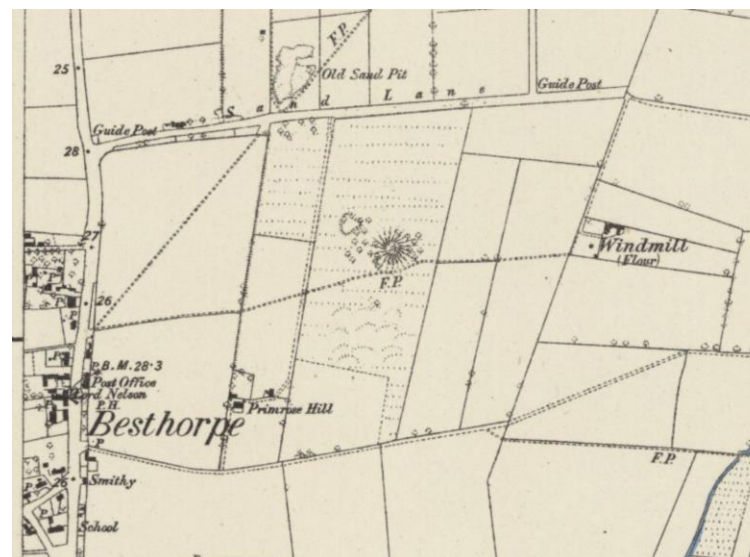 F.P.
25
Old Sand Pit
Guide Post
Sand Lane
Guide Post
28
27
Windmill
(Flour)
F.P.
26
P
P
P.B.M. 28·3
Post Office
Lord Nelson
P.H.
Primrose Hill
Besthorpe
P
F.P.
26
Smithy
P
School